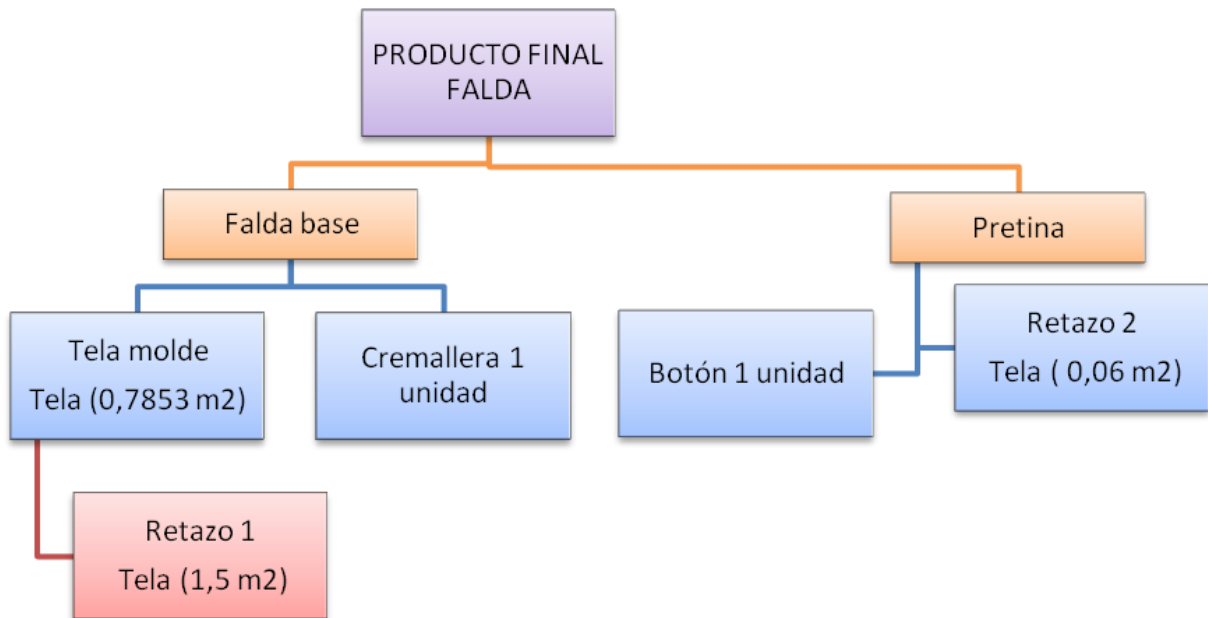 PRODUCTO FINAL
FALDA
Falda base
Pretina
Tela molde
Tela (0,7853 m2)
Cremallera 1
unidad
Botón 1 unidad
Retazo 2
Tela ( 0,06 m2)
Retazo 1
Tela (1,5 m2)